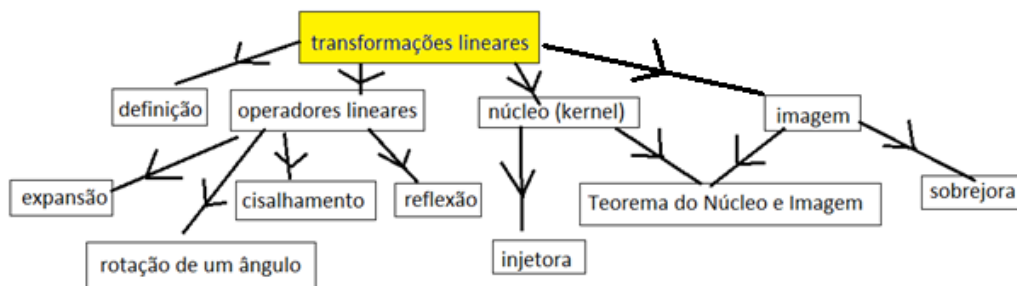 transformações lineares
definição
operadores lineares
núcleo (kernel)
imagem
expansão
cisalhamento
reflexão
Teorema do Núcleo e Imagem
sobrejora
rotação de um ângulo
injetora